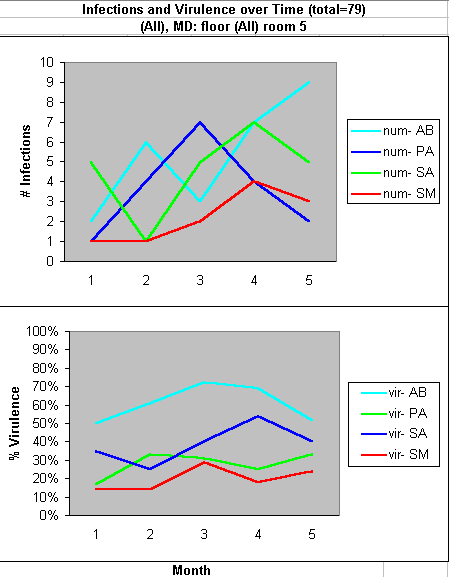 Infections and Virulence over Time (total=79)
(All), MD: floor (All) room 5
10
9
8
7
6
5
4
3
2
1
0
# Infections
1 2 3 4 5
num- AB
num- PA
num- SA
num- SM
100%
90%
80%
70%
60%
50%
40%
30%
20%
10%
0%
% Virulence
1 2 3 4 5
vir- AB
vir- PA
vir- SA
vir- SM
Month